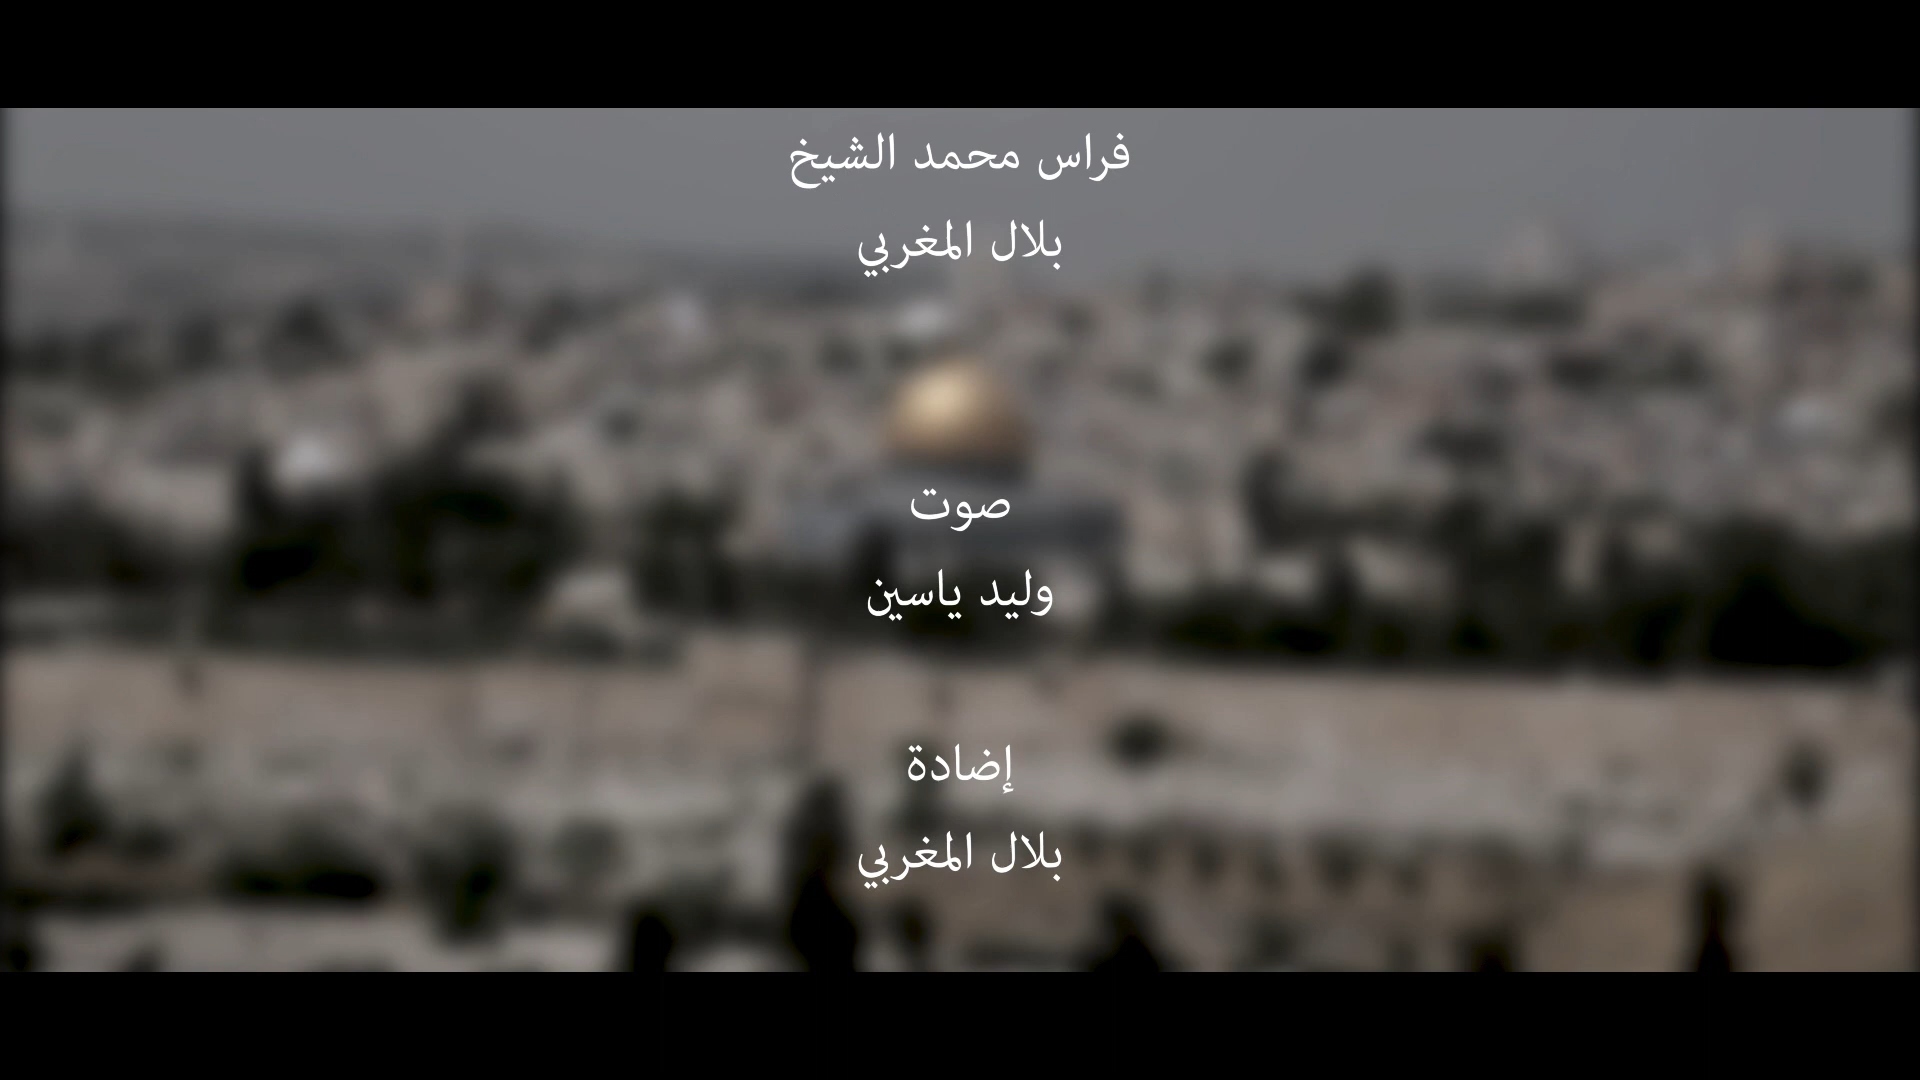 فراس محمد الشيخ
بلال المغربي
صوت
وليد ياسين
إضادة
بلال المغربي